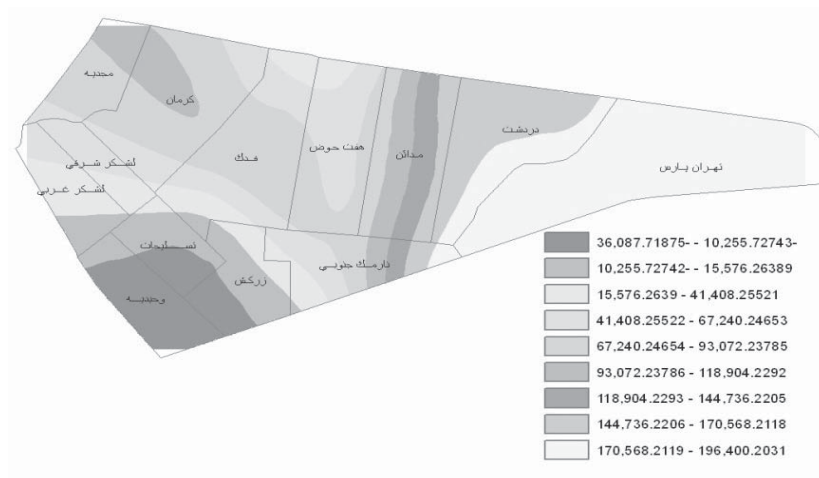 مجدیه
کرمان
دردشت
هفت حوض
فدک
مدائن
تهران پارس
لشکر شرقی
لشکر غربی
تسلیحات
نارمک جنوبی
زرکش
وحیدیه
36,087.71875- - 10,255.72743-
10,255.72742- - 15,576.26389
15,576.2639 - 41,408.25521
41,408.25522 - 67,240.24653
67,240.24654 - 93,072.23785
93,072.23786 - 118,904.2292
118,904.2293 - 144,736.2205
144,736.2206 - 170,568.2118
170,568.2119 - 196,400.2031